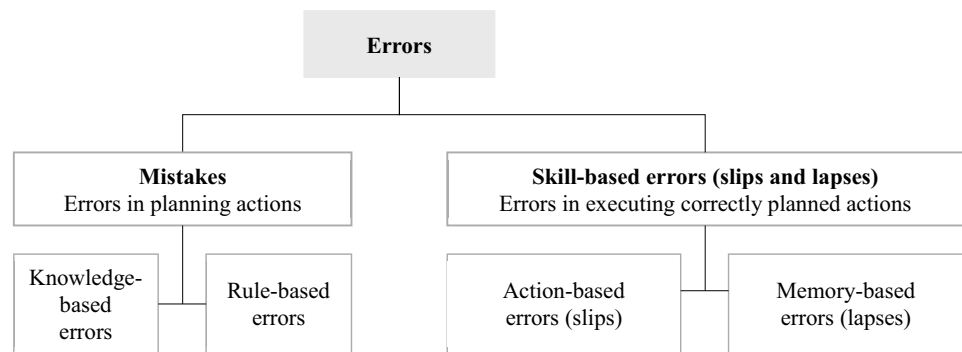 Errors
Mistakes
Errors in planning actions
Skill-based errors (slips and lapses)
Errors in executing correctly planned actions
Knowledge-
based
errors
Rule-based
errors
Action-based
errors (slips)
Memory-based
errors (lapses)